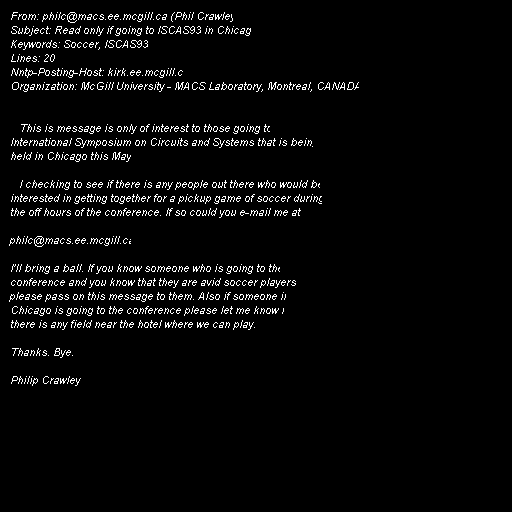 From: philc@macs.ee.mcgill.ca (Phil Crawley
Subject: Read only if going to ISCAS93 in Chicag
Keywords: Soccer, ISCAS93
Lines: 20
Nntp-Posting-Host: kirk.ee.mcgill.c
Organization: McGill University - MACS Laboratory, Montreal, CANADA
This is message is only of interest to those going to
International Symposium on Circuits and Systems that is being
held in Chicago this May
I checking to see if there is any people out there who would be
interested in getting together for a pickup game of soccer during
the off hours of the conference. If so could you e-mail me at
philc@macs.ee.mcgill.ca
I'll bring a ball. If you know someone who is going to the
conference and you know that they are avid soccer players
please pass on this message to them. Also if someone in
Chicago is going to the conference please let me know
there is any field near the hotel where we can play.
Thanks. Bye.
Philip Crawley